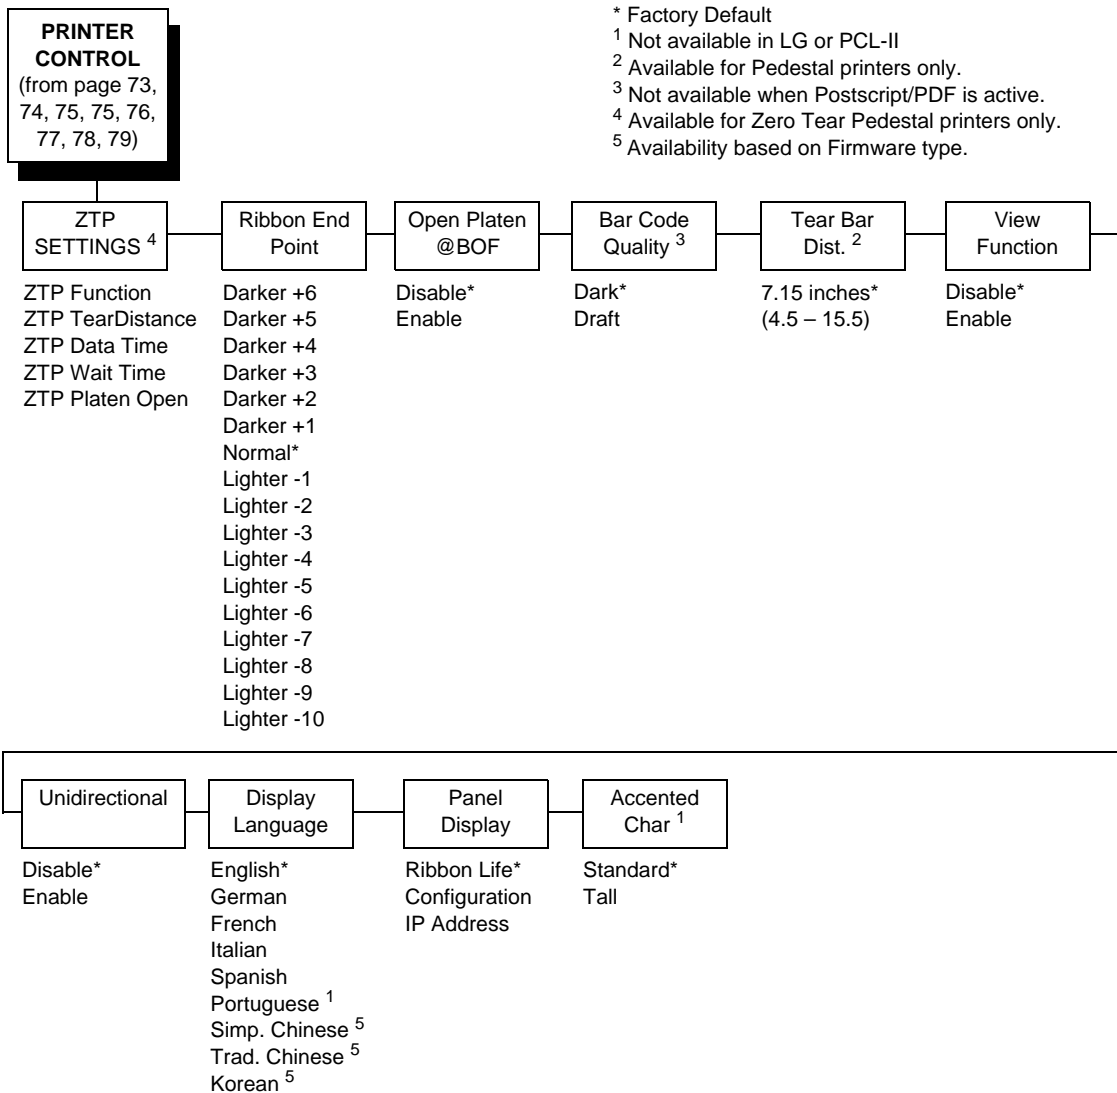 PRINTER
CONTROL
(from page 73,
74, 75, 75, 76,
77, 78, 79)
* Factory Default
1 Not available in LG or PCL-II
2 Available for Pedestal printers only.
3 Not available when Postscript/PDF is active.
4 Available for Zero Tear Pedestal printers only.
5 Availability based on Firmware type.
ZTP
SETTINGS 4
ZTP Function
ZTP TearDistance
ZTP Data Time
ZTP Wait Time
ZTP Platen Open
Ribbon End
Point
Darker +6
Darker +5
Darker +4
Darker +3
Darker +2
Darker +1
Normal*
Lighter -1
Lighter -2
Lighter -3
Lighter -4
Lighter -5
Lighter -6
Lighter -7
Lighter -8
Lighter -9
Lighter -10
Open Platen
@BOF
Disable*
Enable
Bar Code
Quality 3
Dark*
Draft
Tear Bar
Dist. 2
7.15 inches*
(4.5 – 15.5)
View
Function
Disable*
Enable
Unidirectional
Disable*
Enable
Display
Language
English*
German
French
Italian
Spanish
Portuguese 1
Simp. Chinese 5
Trad. Chinese 5
Korean 5
Panel
Display
Ribbon Life*
Configuration
IP Address
Accented
Char 1
Standard*
Tall